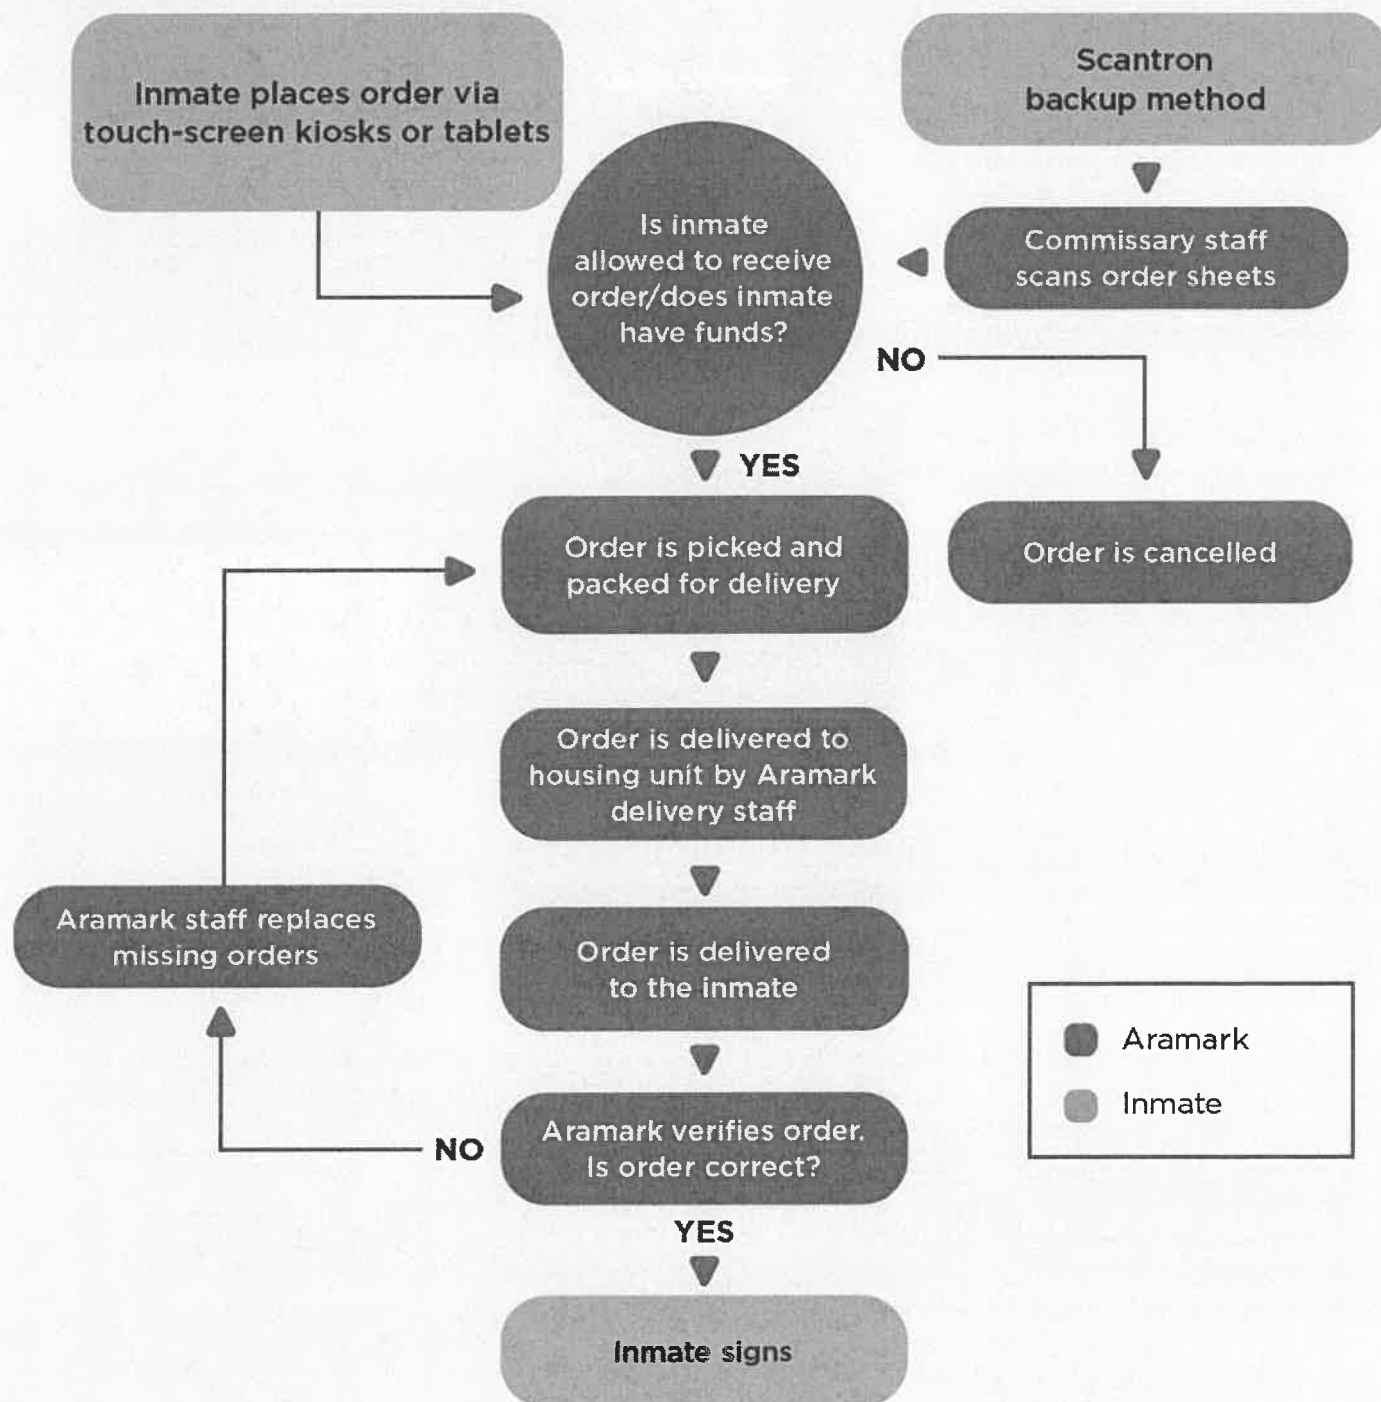 Inmate places order via
touch-screen kiosks or tablets
Scantron
backup method
Is inmate
allowed to receive
order/does inmate
have funds?
Commissary staff
scans order sheets
NO
YES
Order is picked and
packed for delivery
Order is cancelled
Order is delivered to
housing unit by Aramark
delivery staff
Aramark staff replaces
missing orders
Order is delivered
to the inmate
Aramark
Inmate
Aramark verifies order.
Is order correct?
NO
YES
Inmate signs